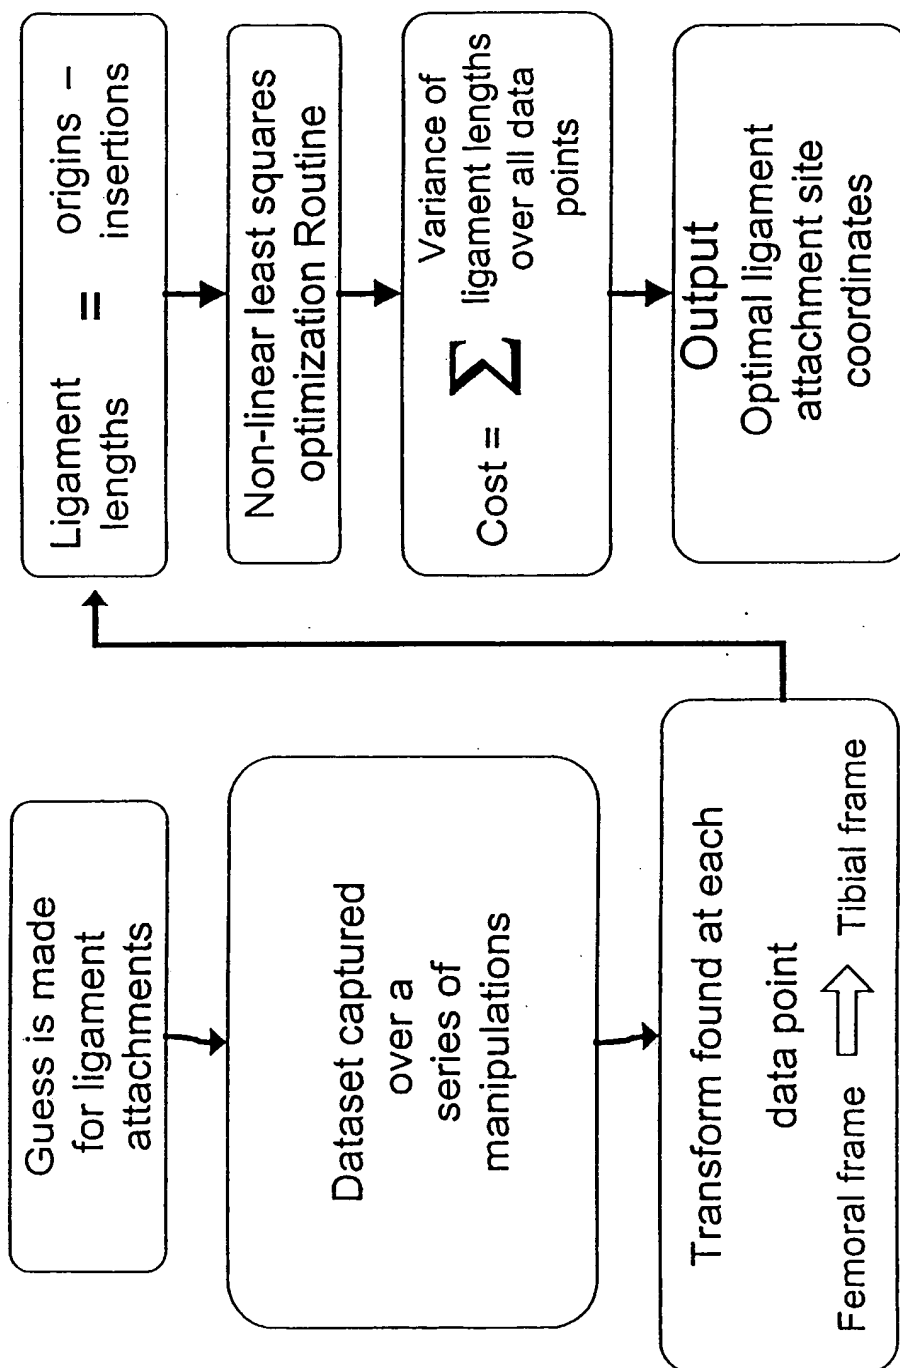 Guess is made
for ligament
attachments
Dataset captured
over a
series of
manipulations
Transform found at each
data point
Femoral frame ⇨ Tibial frame
Ligament = origins –
lengths insertions
Non-linear least squares
optimization Routine
Variance of
Cost = ∑ ligament lengths
over all data
points
Output
Optimal ligament
attachment site
coordinates